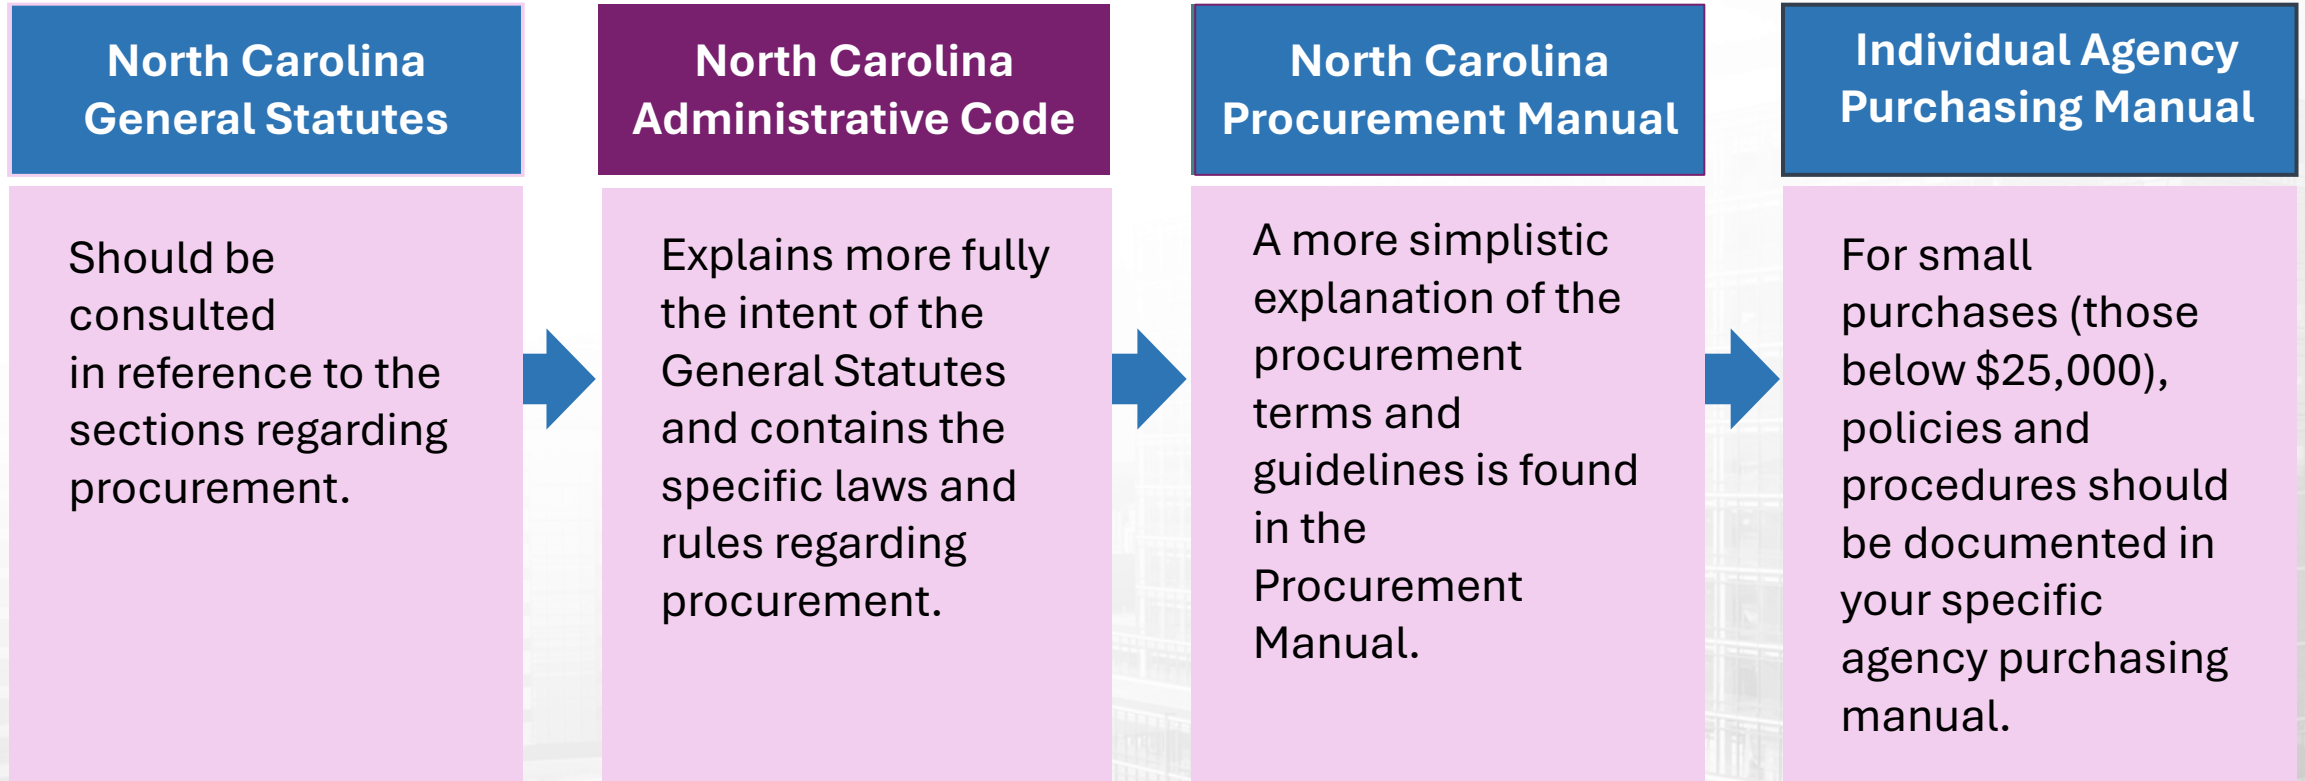 North Carolina
General Statutes
Should be
consulted
in reference to the
sections regarding
procurement.
North Carolina
Administrative Code
Explains more fully
the intent of the
General Statutes
and contains the
specific laws and
rules regarding
procurement.
North Carolina
Procurement Manual
A more simplistic
explanation of the
procurement
terms and
guidelines is found
in the
Procurement
Manual.
Individual Agency
Purchasing Manual
For small
purchases (those
below $25,000),
policies and
procedures should
be documented in
your specific
agency purchasing
manual.